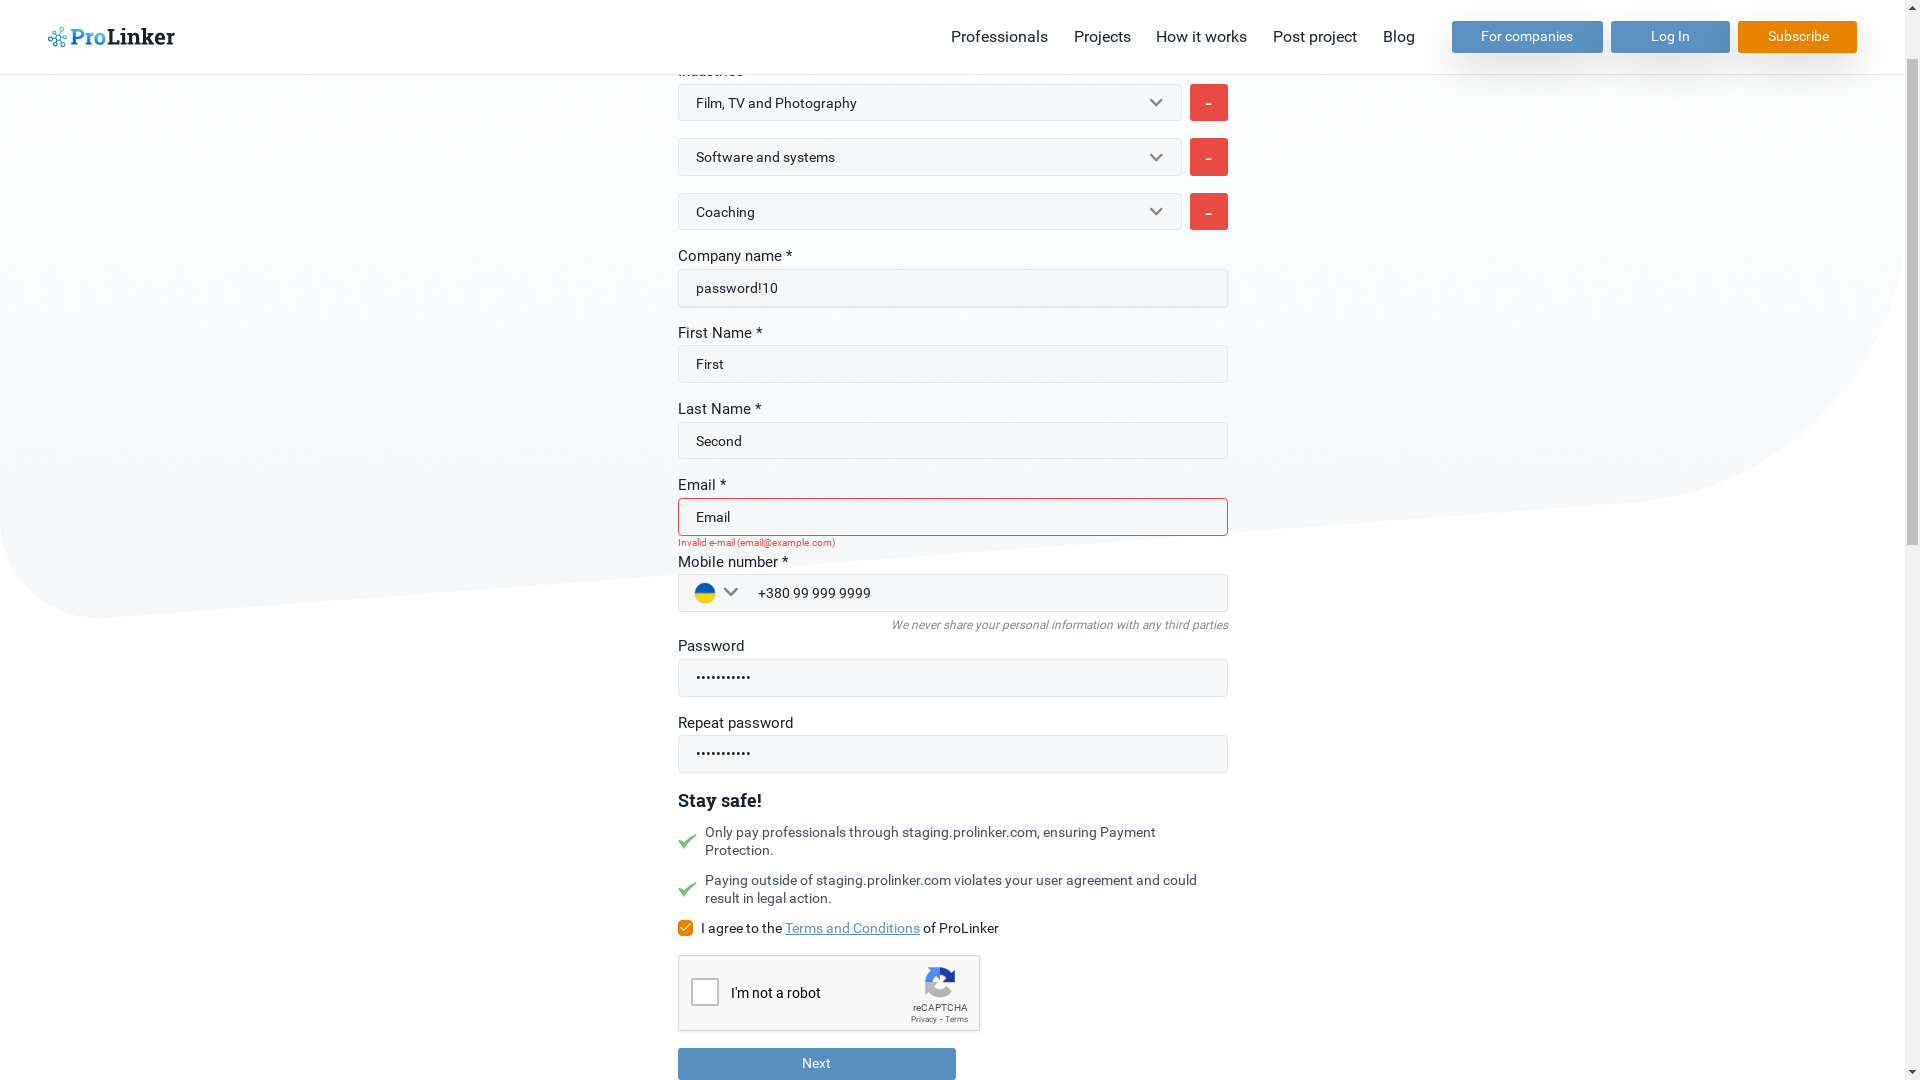 ProLinker
Professionals
Projects
How it works
Post project
Blog
For companies
Log In
Subscribe
Film, TV and Photography
-
Software and systems
-
Coaching
-
Company name *
password!10
First Name *
First
Last Name *
Second
Email *
Email
Invalid e-mail (email@example.com)
Mobile number *
+380 99 999 9999
We never share your personal information with any third parties
Password
•••••••••••
Repeat password
•••••••••••
Stay safe!
Only pay professionals through staging.prolinker.com, ensuring Payment
Protection.
Paying outside of staging.prolinker.com violates your user agreement and could
result in legal action.
I agree to the Terms and Conditions of ProLinker
I'm not a robot
reCAPTCHA
Privacy - Terms
Next